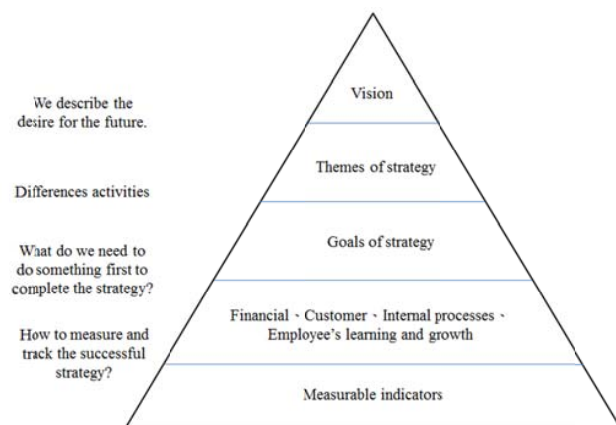 Vision
We describe the
desire for the future.
Themes of strategy
Differences activities
Goals of strategy
What do we need to
do something first to
complete the strategy?
Financial、Customer、Internal processes、
Employee's learning and growth
How to measure and
track the successful
strategy?
Measurable indicators